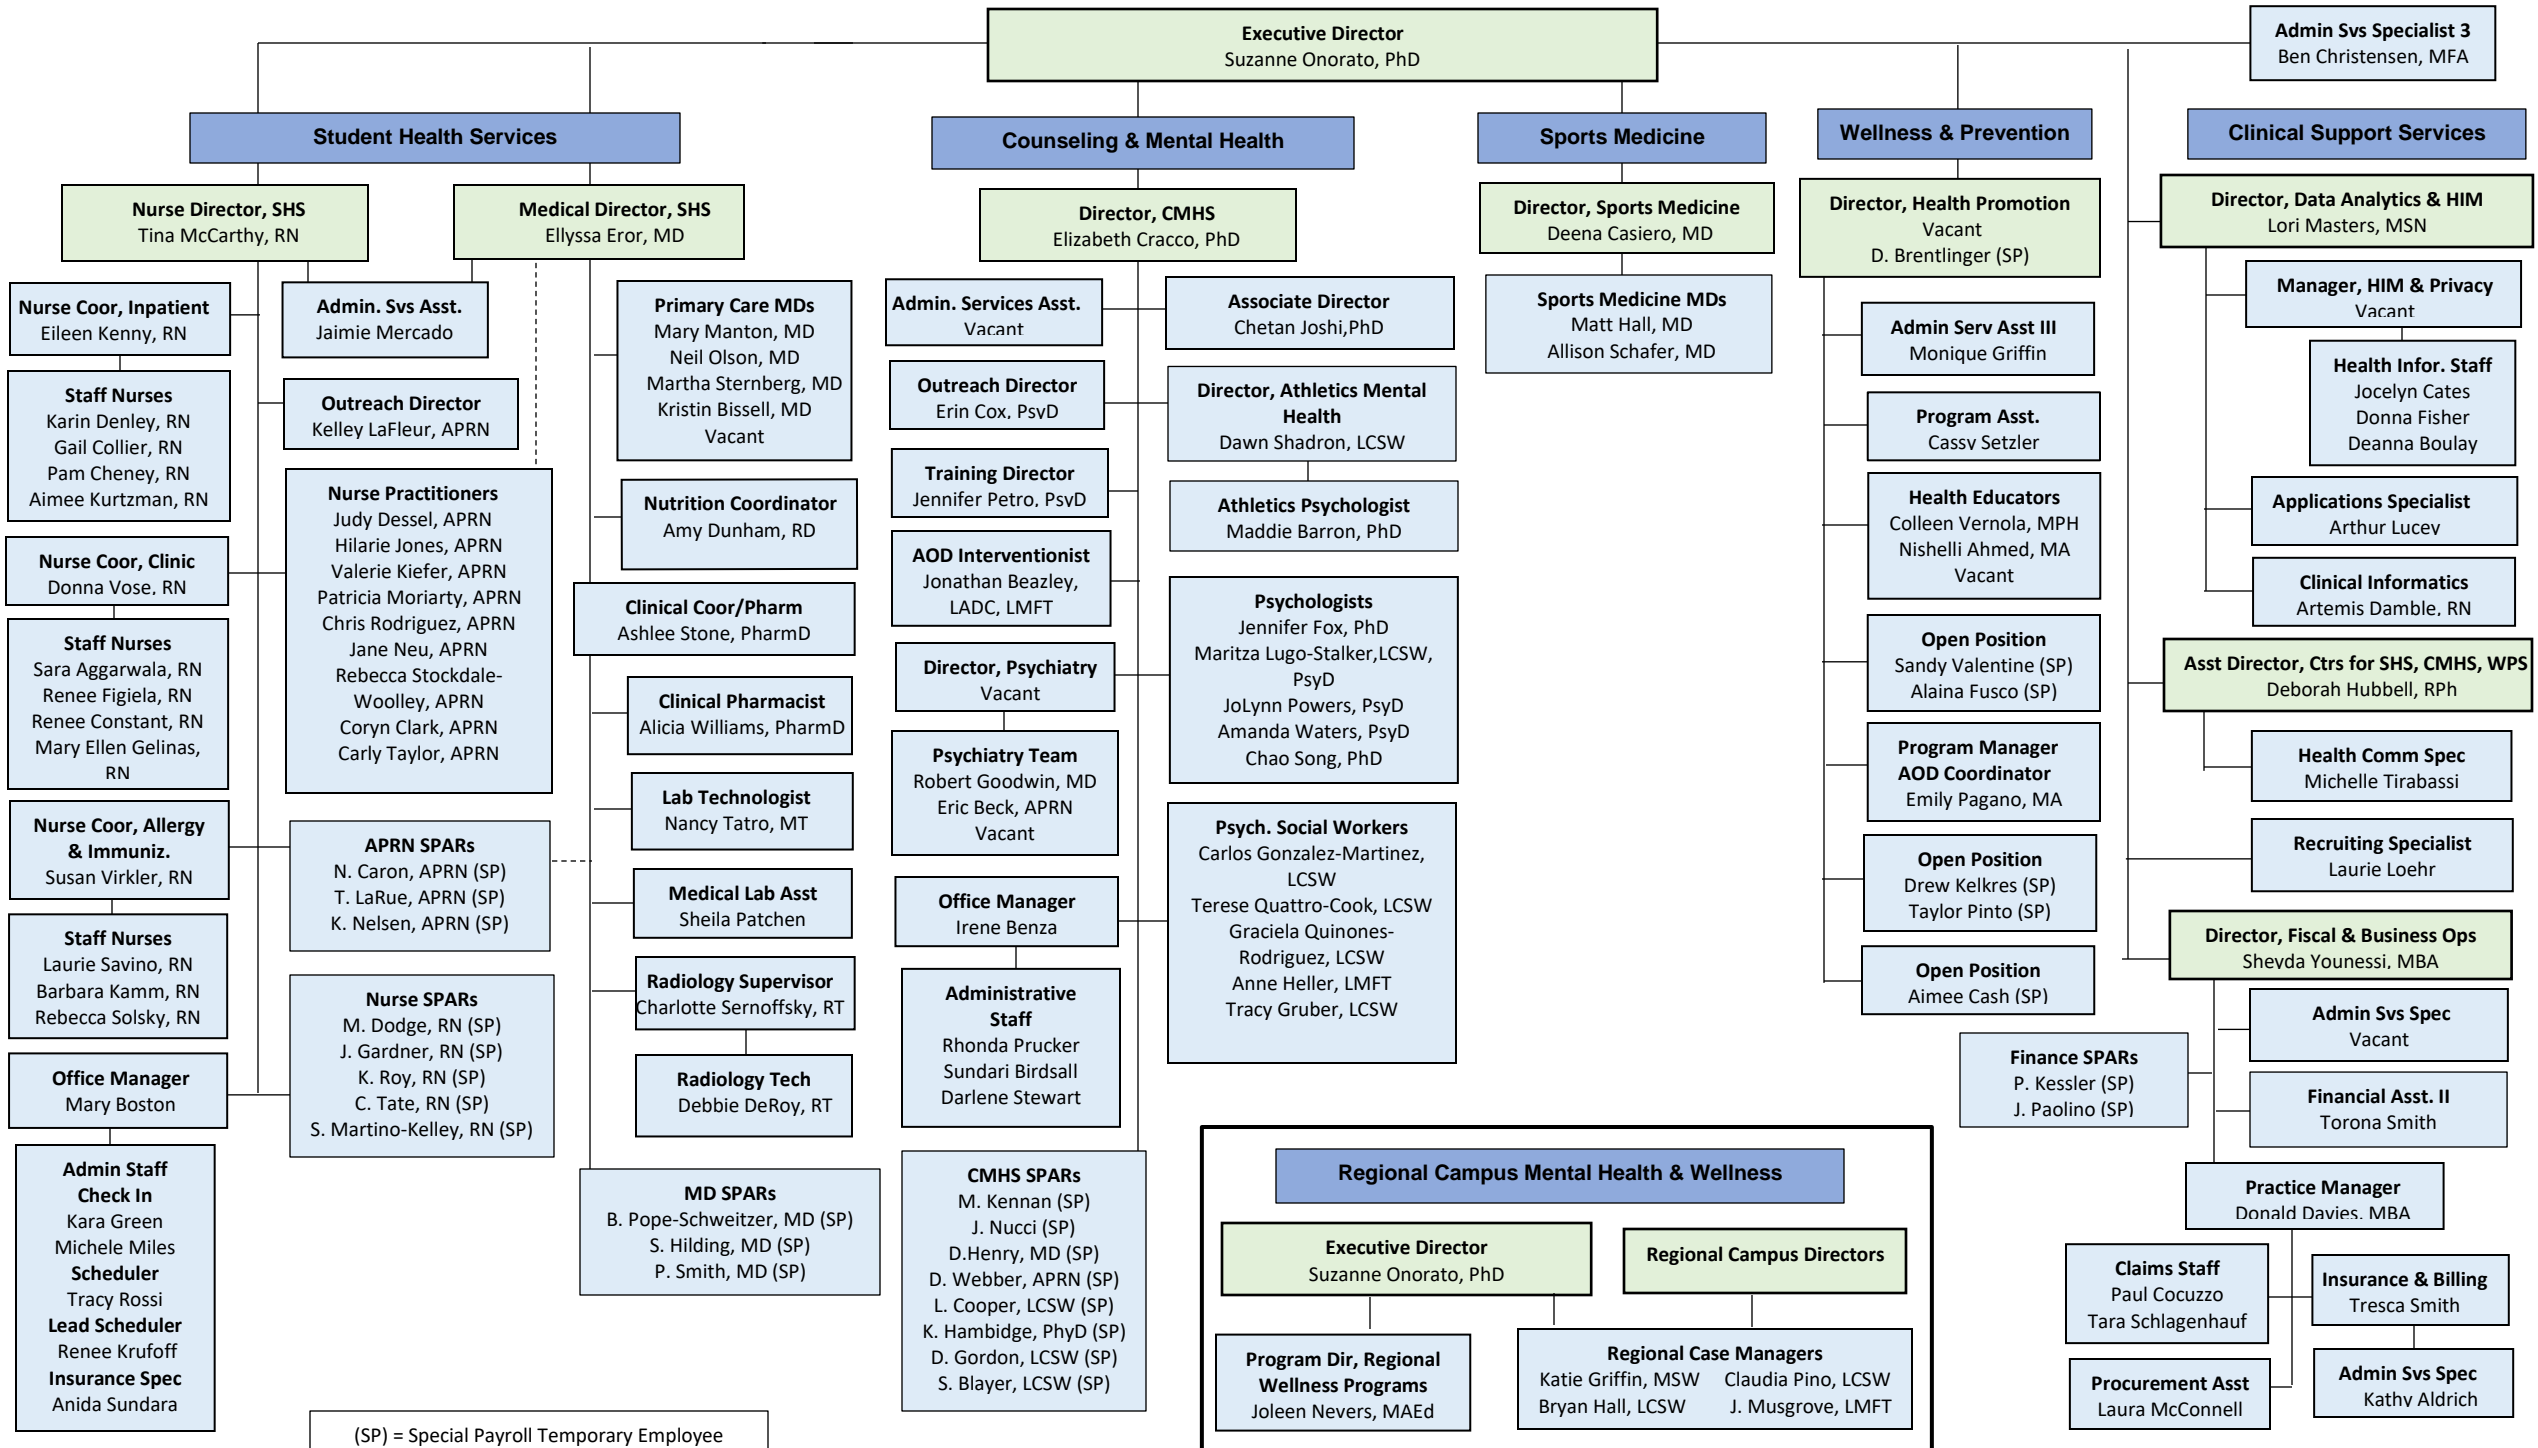 Executive Director
Suzanne Onorato, PhD
Admin Svs Specialist 3
Ben Christensen, MFA
Student Health Services
Nurse Director, SHS
Tina McCarthy, RN
Medical Director, SHS
Ellyssa Eror, MD
Nurse Coor, Inpatient
Eileen Kenny, RN
Staff Nurses
Karin Denley, RN
Gail Collier, RN
Pam Cheney, RN
Aimee Kurtzman, RN
Nurse Coor, Clinic
Donna Vose, RN
Staff Nurses
Sara Aggarwala, RN
Renee Figiela, RN
Renee Constant, RN
Mary Ellen Gelinas,
RN
Nurse Coor, Allergy
& Immuniz.
Susan Virkler, RN
Staff Nurses
Laurie Savino, RN
Barbara Kamm, RN
Rebecca Solsky, RN
Office Manager
Mary Boston
Admin Staff
Check In
Kara Green
Michele Miles
Scheduler
Tracy Rossi
Lead Scheduler
Renee Krufoff
Insurance Spec
Anida Sundara
Admin. Svs Asst.
Jaimie Mercado
Outreach Director
Kelley LaFleur, APRN
Nurse Practitioners
Judy Dessel, APRN
Hilarie Jones, APRN
Valerie Kiefer, APRN
Patricia Moriarty, APRN
Chris Rodriguez, APRN
Jane Neu, APRN
Rebecca Stockdale-
Woolley, APRN
Coryn Clark, APRN
Carly Taylor, APRN
APRN SPARs
N. Caron, APRN (SP)
T. LaRue, APRN (SP)
K. Nelsen, APRN (SP)
Nurse SPARs
M. Dodge, RN (SP)
J. Gardner, RN (SP)
K. Roy, RN (SP)
C. Tate, RN (SP)
S. Martino-Kelley, RN (SP)
Primary Care MDs
Mary Manton, MD
Neil Olson, MD
Martha Sternberg, MD
Kristin Bissell, MD
Vacant
Nutrition Coordinator
Amy Dunham, RD
Clinical Coor/Pharm
Ashlee Stone, PharmD
Clinical Pharmacist
Alicia Williams, PharmD
Lab Technologist
Nancy Tatro, MT
Medical Lab Asst
Sheila Patchen
Radiology Supervisor
Charlotte Sernoffsky, RT
Radiology Tech
Debbie DeRoy, RT
MD SPARs
B. Pope-Schweitzer, MD (SP)
S. Hilding, MD (SP)
P. Smith, MD (SP)
(SP) = Special Payroll Temporary Employee
Counseling & Mental Health
Director, CMHS
Elizabeth Cracco, PhD
Admin. Services Asst.
Vacant
Outreach Director
Erin Cox, PsyD
Training Director
Jennifer Petro, PsyD
AOD Interventionist
Jonathan Beazley,
LADC, LMFT
Director, Psychiatry
Vacant
Psychiatry Team
Robert Goodwin, MD
Eric Beck, APRN
Vacant
Office Manager
Irene Benza
Administrative
Staff
Rhonda Prucker
Sundari Birdsall
Darlene Stewart
CMHS SPARs
M. Kennan (SP)
J. Nucci (SP)
D.Henry, MD (SP)
D. Webber, APRN (SP)
L. Cooper, LCSW (SP)
K. Hambidge, PhyD (SP)
D. Gordon, LCSW (SP)
S. Blayer, LCSW (SP)
Associate Director
Chetan Joshi,PhD
Director, Athletics Mental
Health
Dawn Shadron, LCSW
Athletics Psychologist
Maddie Barron, PhD
Psychologists
Jennifer Fox, PhD
Maritza Lugo-Stalker,LCSW,
PsyD
JoLynn Powers, PsyD
Amanda Waters, PsyD
Chao Song, PhD
Psych. Social Workers
Carlos Gonzalez-Martinez,
LCSW
Terese Quattro-Cook, LCSW
Graciela Quinones-
Rodriguez, LCSW
Anne Heller, LMFT
Tracy Gruber, LCSW
Sports Medicine
Director, Sports Medicine
Deena Casiero, MD
Sports Medicine MDs
Matt Hall, MD
Allison Schafer, MD
Wellness & Prevention
Director, Health Promotion
Vacant
D. Brentlinger (SP)
Admin Serv Asst III
Monique Griffin
Program Asst.
Cassy Setzler
Health Educators
Colleen Vernola, MPH
Nishelli Ahmed, MA
Vacant
Open Position
Sandy Valentine (SP)
Alaina Fusco (SP)
Program Manager
AOD Coordinator
Emily Pagano, MA
Open Position
Drew Kelkres (SP)
Taylor Pinto (SP)
Open Position
Aimee Cash (SP)
Clinical Support Services
Director, Data Analytics & HIM
Lori Masters, MSN
Manager, HIM & Privacy
Vacant
Health Infor. Staff
Jocelyn Cates
Donna Fisher
Deanna Boulay
Applications Specialist
Arthur Lucey
Clinical Informatics
Artemis Damble, RN
Asst Director, Ctrs for SHS, CMHS, WPS
Deborah Hubbell, RPh
Health Comm Spec
Michelle Tirabassi
Recruiting Specialist
Laurie Loehr
Director, Fiscal & Business Ops
Sheyda Younessi, MBA
Admin Svs Spec
Vacant
Finance SPARs
P. Kessler (SP)
J. Paolino (SP)
Financial Asst. II
Torona Smith
Practice Manager
Donald Davies, MBA
Claims Staff
Paul Cocuzzo
Tara Schlagenhauf
Insurance & Billing
Tresca Smith
Procurement Asst
Laura McConnell
Admin Svs Spec
Kathy Aldrich
Regional Campus Mental Health & Wellness
Executive Director
Suzanne Onorato, PhD
Regional Campus Directors
Program Dir, Regional
Wellness Programs
Joleen Nevers, MAEd
Regional Case Managers
Katie Griffin, MSW Claudia Pino, LCSW
Bryan Hall, LCSW J. Musgrove, LMFT